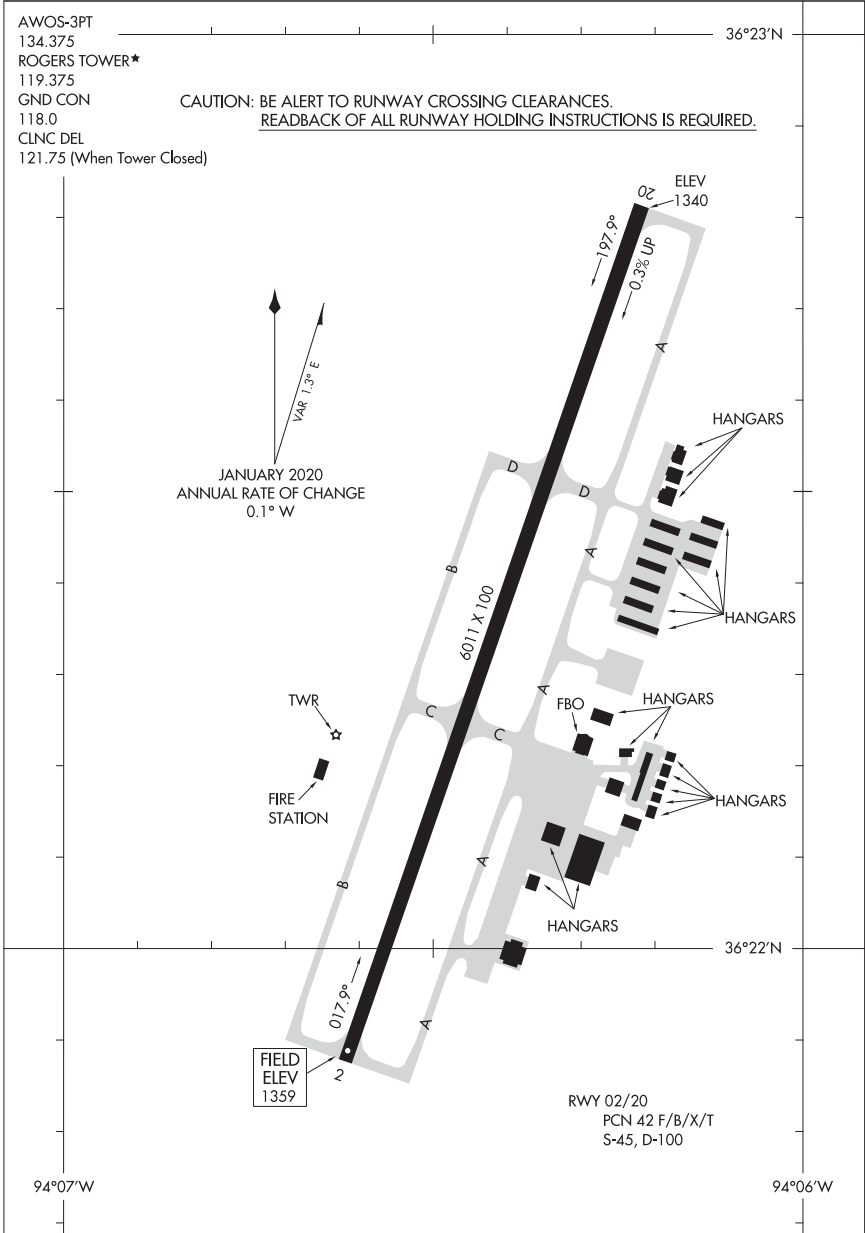 AWOS-3PT
134.375
ROGERS TOWER★
119.375
GND CON
118.0
CLNC DEL
121.75 (When Tower Closed)
36°23'N
CAUTION: BE ALERT TO RUNWAY CROSSING CLEARANCES.
READBACK OF ALL RUNWAY HOLDING INSTRUCTIONS IS REQUIRED.
ELEV
1340
20
197.9°
0.3% UP
A
VAR 1.3° E
JANUARY 2020
ANNUAL RATE OF CHANGE
0.1° W
HANGARS
D
D
A
B
6011 X 100
HANGARS
A
TWR
C
C
FBO
HANGARS
FIRE
STATION
HANGARS
A
B
HANGARS
36°22'N
017.9°
A
FIELD
ELEV
1359
2
RWY 02/20
PCN 42 F/B/X/T
S-45, D-100
94°07'W
94°06'W